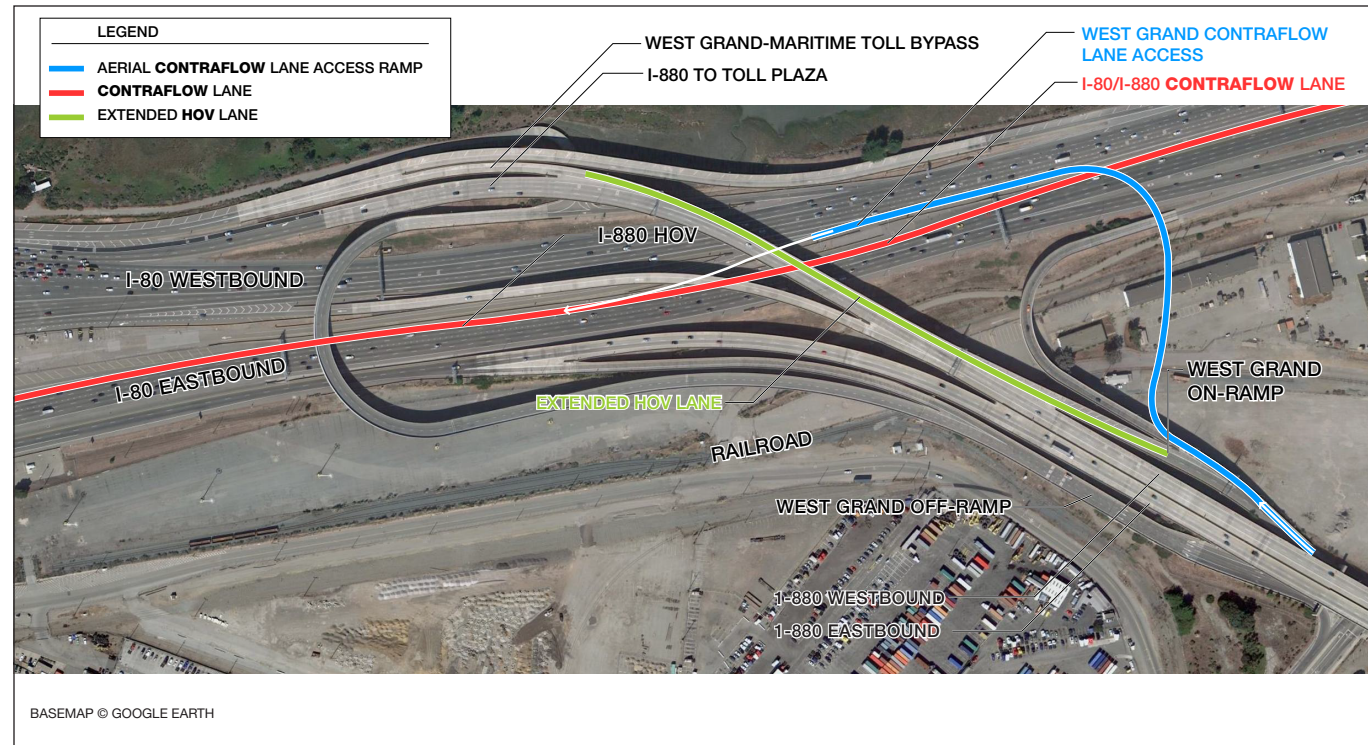 LEGEND
AERIAL CONTRAFLOW LANE ACCESS RAMP
CONTRAFLOW LANE
EXTENDED HOV LANE
WEST GRAND-MARITIME TOLL BYPASS
I-880 TO TOLL PLAZA
WEST GRAND CONTRAFLOW
LANE ACCESS
I-80/I-880 CONTRAFLOW LANE
I-880 HOV
I-80 WESTBOUND
I-80 EASTBOUND
EXTENDED HOV LANE
WEST GRAND
ON-RAMP
RAILROAD
WEST GRAND OFF-RAMP
1-880 WESTBOUND
1-880 EASTBOUND
BASEMAP © GOOGLE EARTH